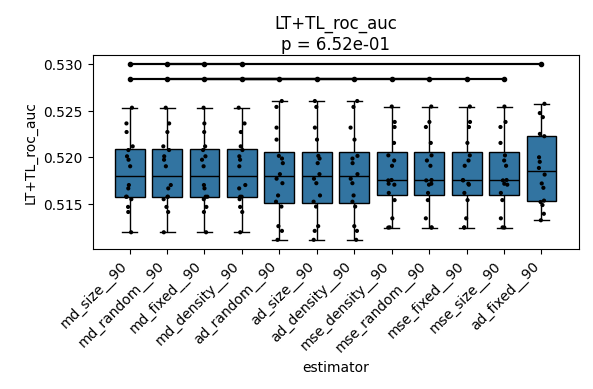 LT+TL_roc_auc
p = 6.52e-01
LT+TL_roc_auc
0.530
0.525
0.520
0.515
md_size__90
md_random__90
md_fixed__90
md_density__90
ad_random__90
ad_size__90
ad_density__90
mse_density__90
mse_random__90
mse_fixed__90
mse_size__90
ad_fixed__90
estimator